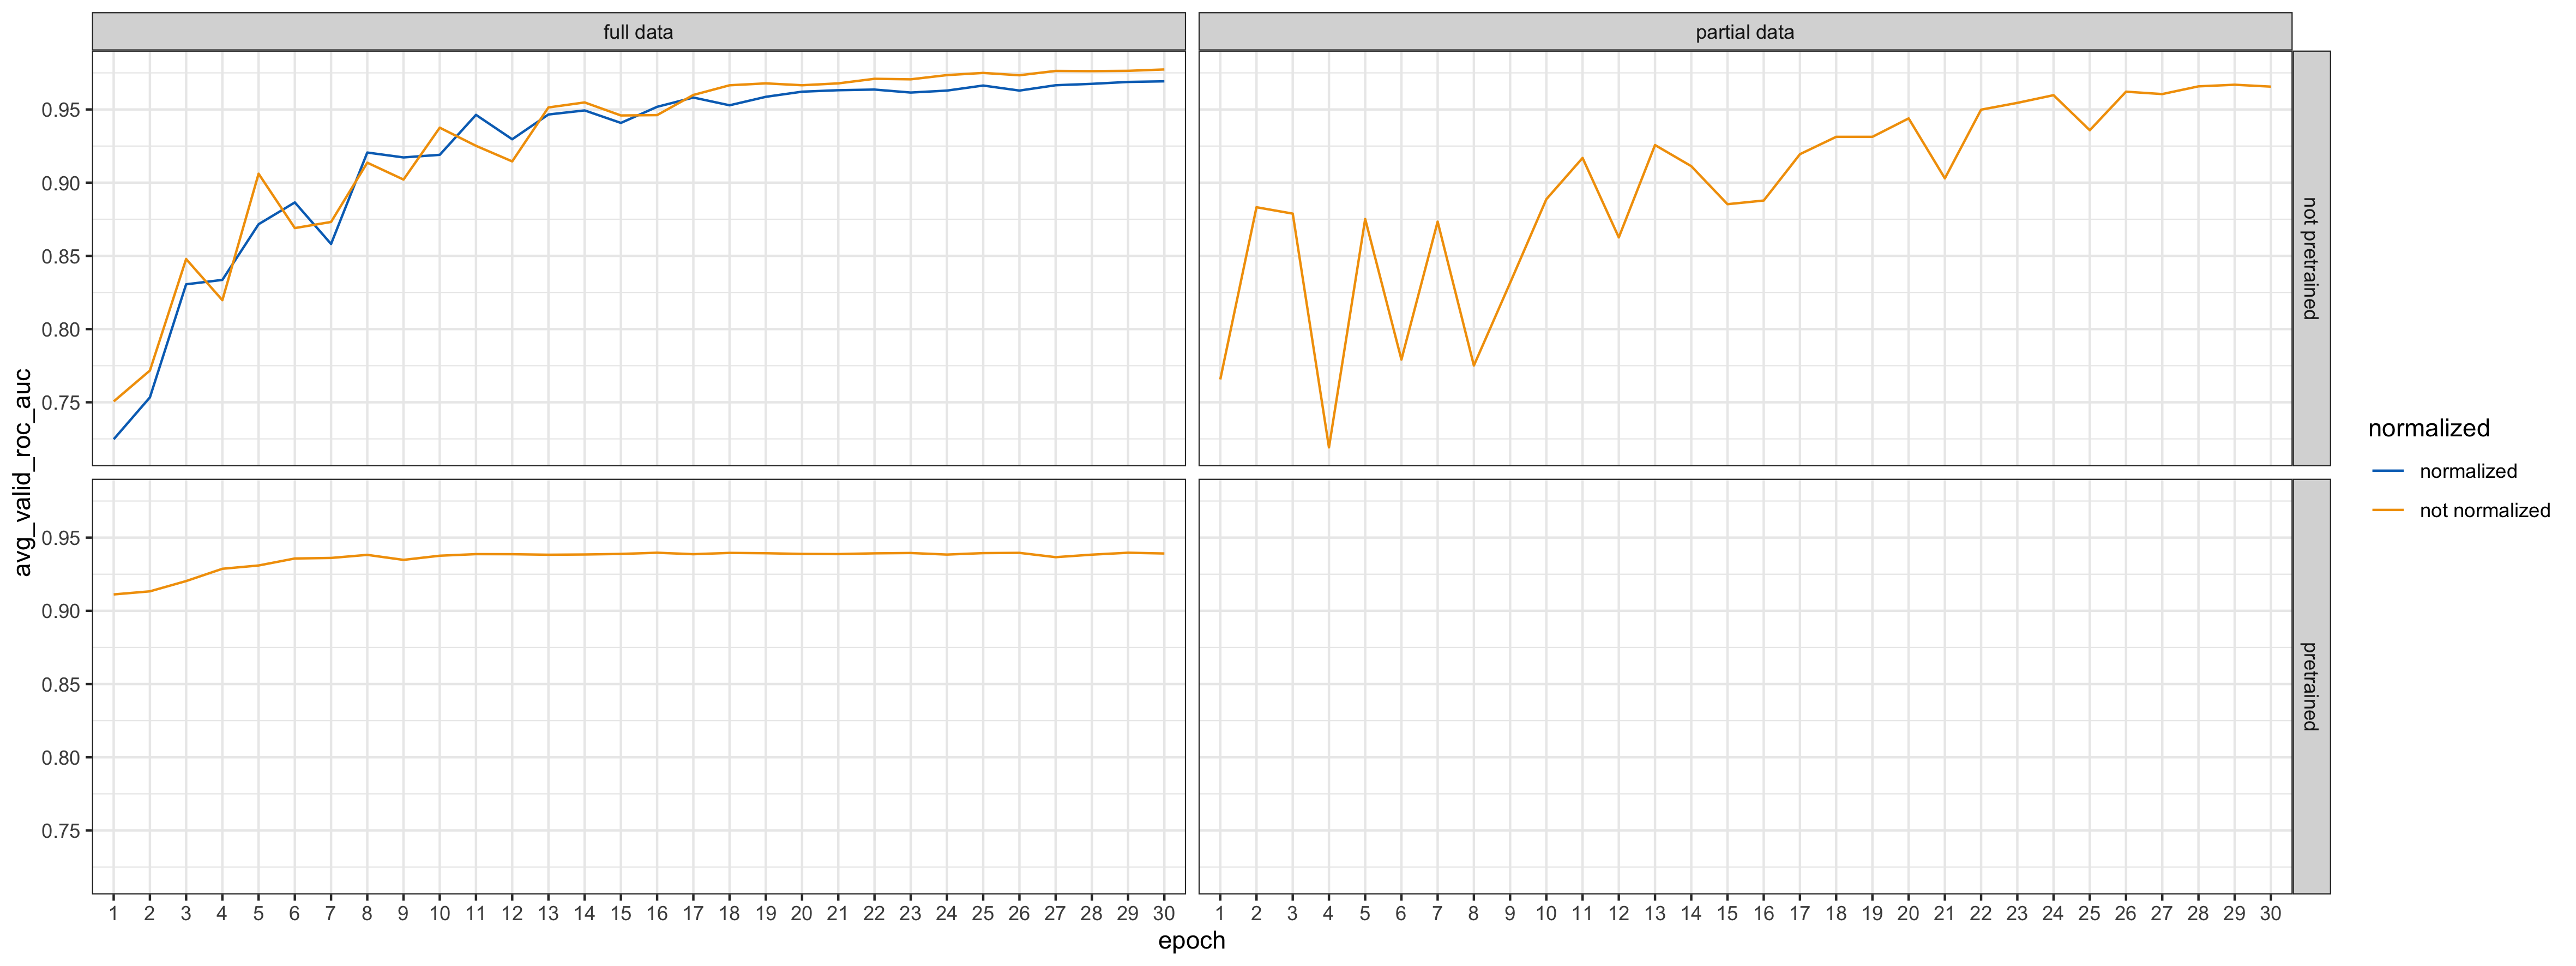 full data
partial data
0.95
0.90
0.85
0.80
0.75
not pretrained
avg_valid_roc_auc
0.95
0.90
0.85
0.80
0.75
pretrained
1 2 3 4 5 6 7 8 9 10 11 12 13 14 15 16 17 18 19 20 21 22 23 24 25 26 27 28 29 30
1 2 3 4 5 6 7 8 9 10 11 12 13 14 15 16 17 18 19 20 21 22 23 24 25 26 27 28 29 30
epoch
normalized
normalized
not normalized